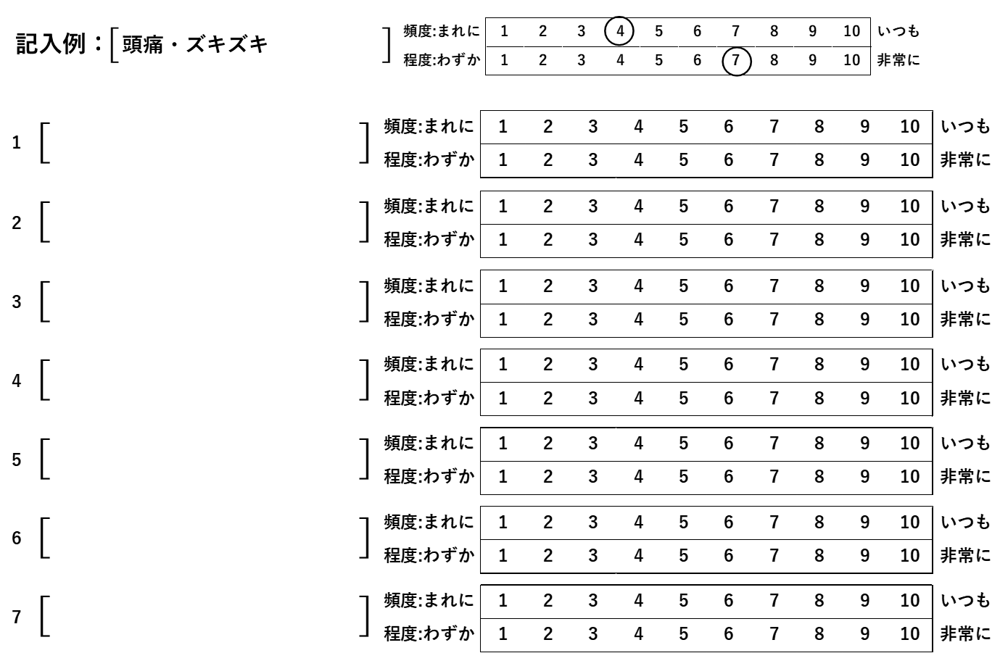 記入例：[頭痛・ズキズキ]
頻度:まれに 1 2 3 4 5 6 7 8 9 10 いつも
程度:わずか 1 2 3 4 5 6 7 8 9 10 非常に
1 [ ]
頻度:まれに 1 2 3 4 5 6 7 8 9 10 いつも
程度:わずか 1 2 3 4 5 6 7 8 9 10 非常に
2 [ ]
頻度:まれに 1 2 3 4 5 6 7 8 9 10 いつも
程度:わずか 1 2 3 4 5 6 7 8 9 10 非常に
3 [ ]
頻度:まれに 1 2 3 4 5 6 7 8 9 10 いつも
程度:わずか 1 2 3 4 5 6 7 8 9 10 非常に
4 [ ]
頻度:まれに 1 2 3 4 5 6 7 8 9 10 いつも
程度:わずか 1 2 3 4 5 6 7 8 9 10 非常に
5 [ ]
頻度:まれに 1 2 3 4 5 6 7 8 9 10 いつも
程度:わずか 1 2 3 4 5 6 7 8 9 10 非常に
6 [ ]
頻度:まれに 1 2 3 4 5 6 7 8 9 10 いつも
程度:わずか 1 2 3 4 5 6 7 8 9 10 非常に
7 [ ]
頻度:まれに 1 2 3 4 5 6 7 8 9 10 いつも
程度:わずか 1 2 3 4 5 6 7 8 9 10 非常に